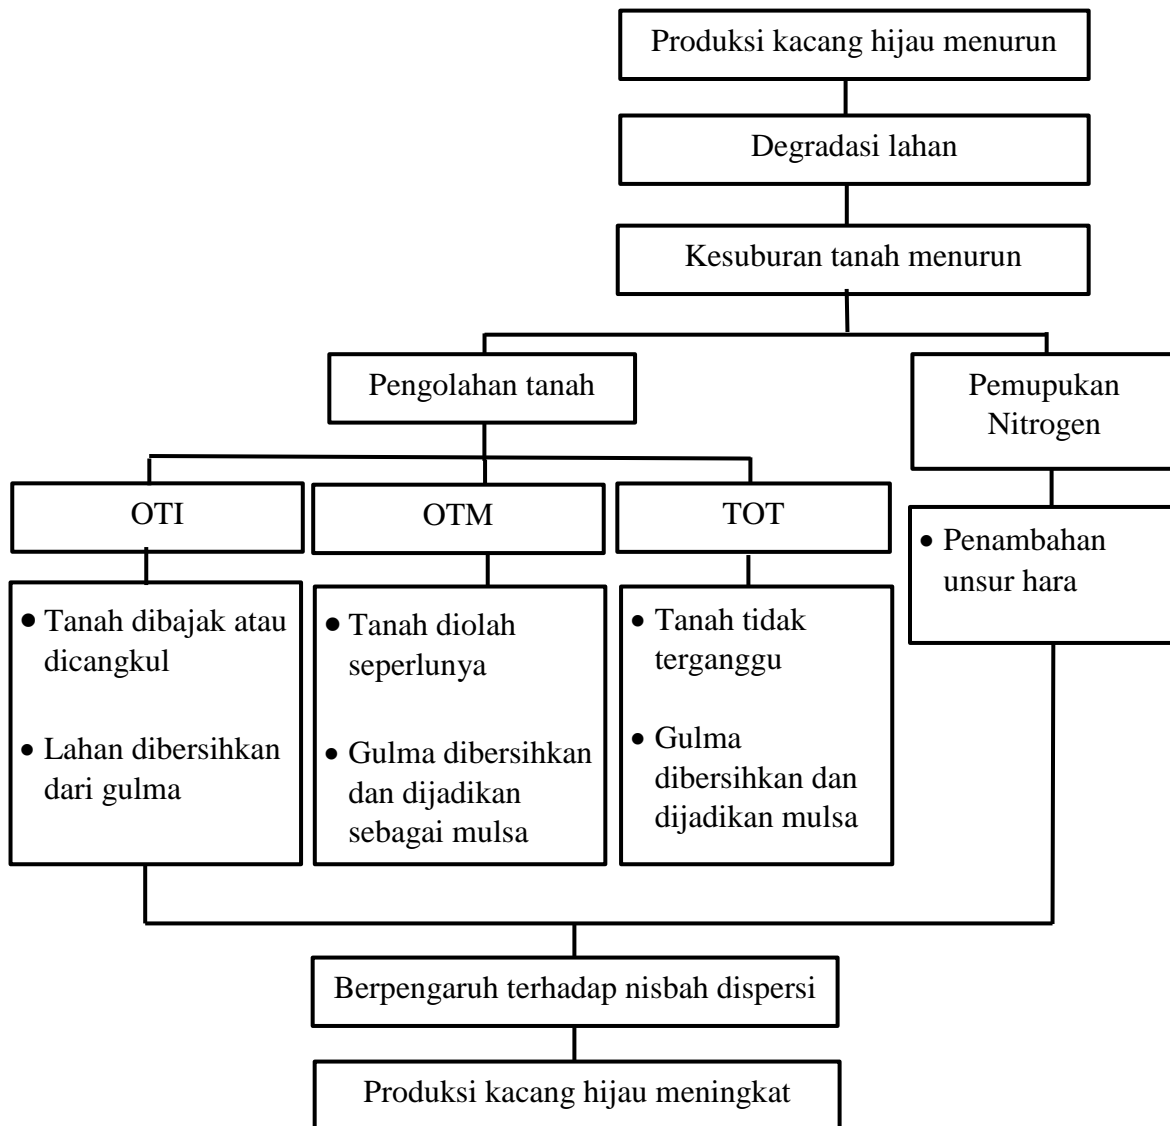 Produksi kacang hijau menurun
Degradasi lahan
Kesuburan tanah menurun
Pengolahan tanah
Pemupukan
Nitrogen
OTI
OTM
TOT
• Penambahan
unsur hara
• Tanah dibajak atau
dicangkul
• Lahan dibersihkan
dari gulma
• Tanah diolah
seperlunya
• Gulma dibersihkan
dan dijadikan
sebagai mulsa
• Tanah tidak
terganggu
• Gulma
dibersihkan dan
dijadikan mulsa
Berpengaruh terhadap nisbah dispersi
Produksi kacang hijau meningkat